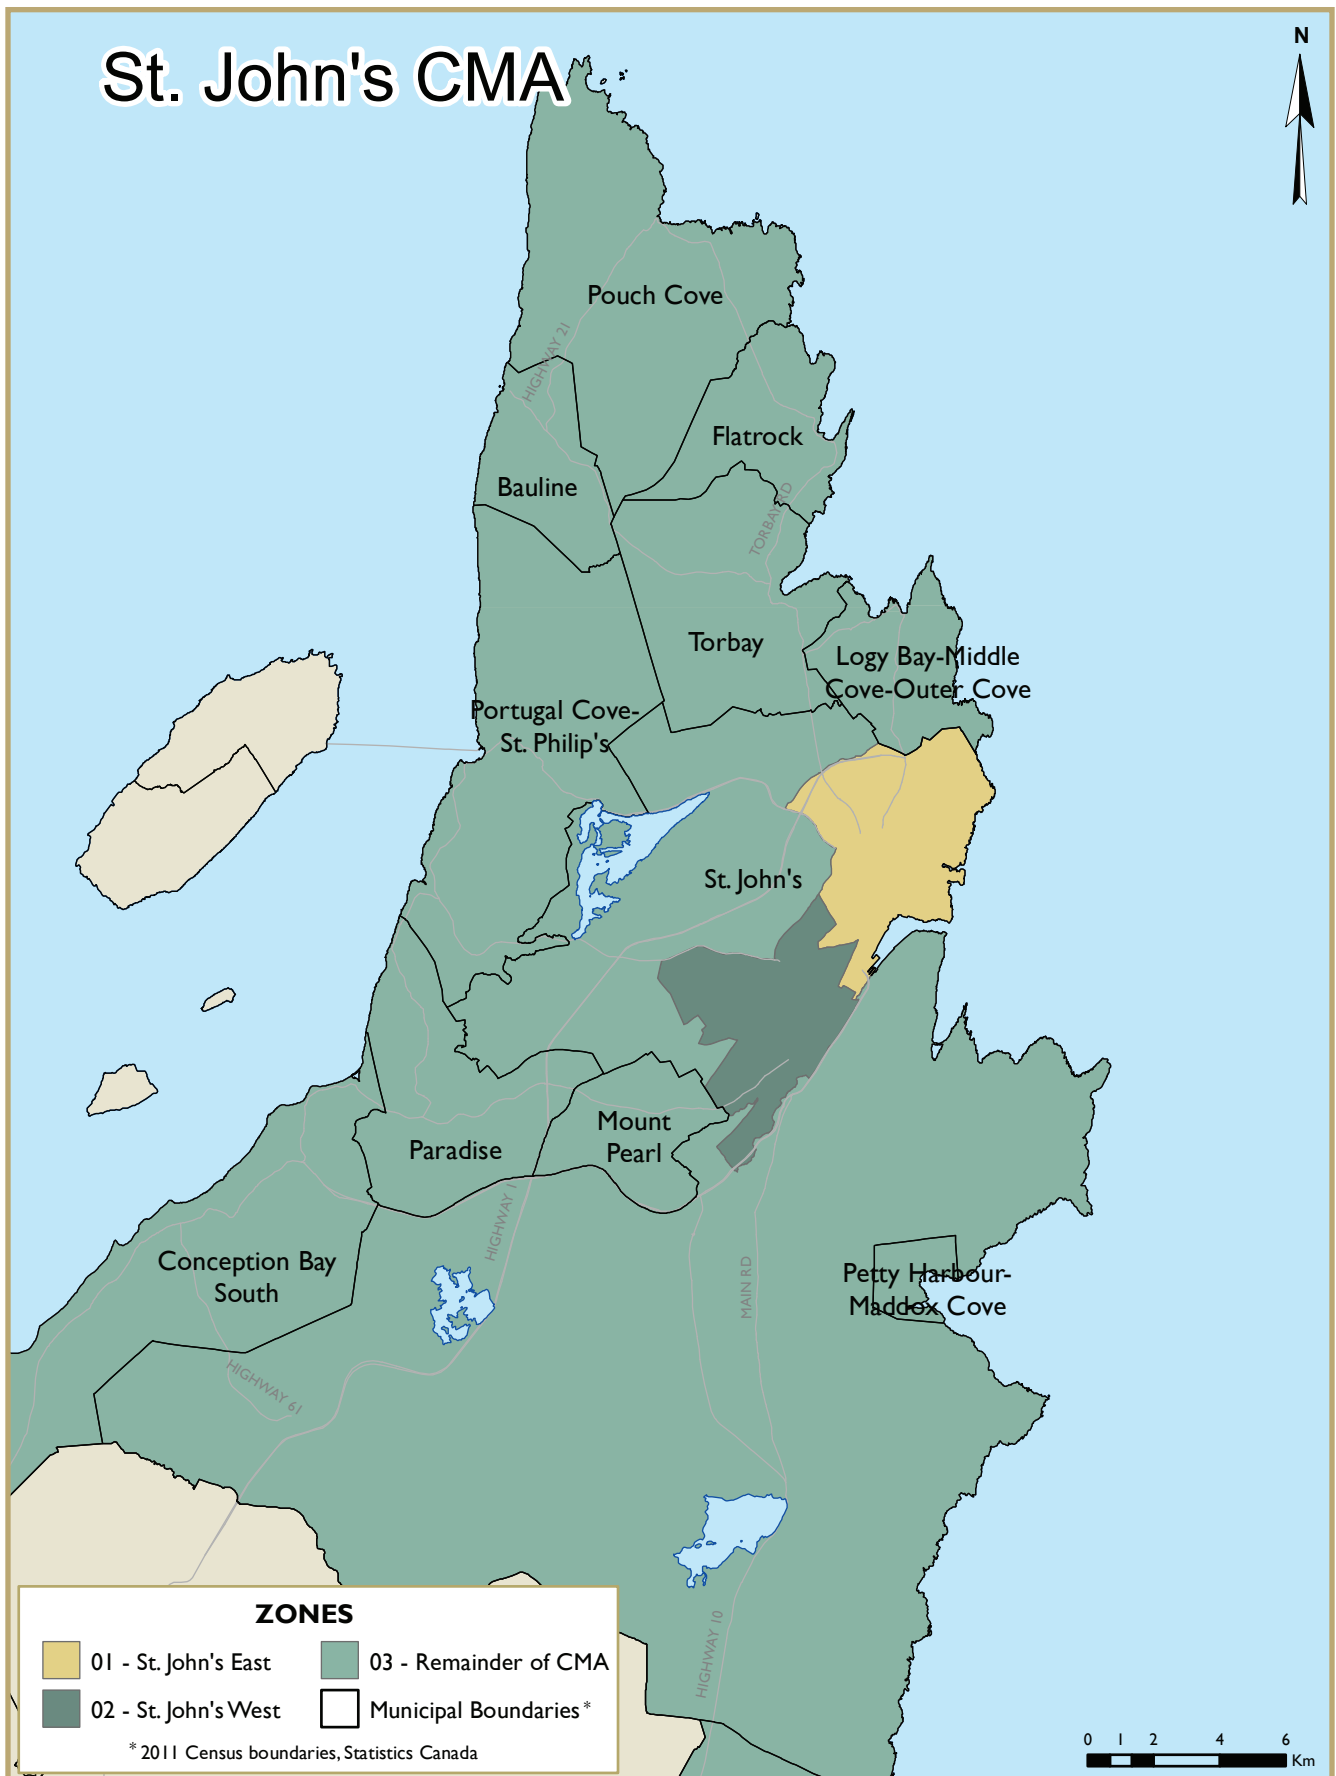 St. John's CMA
N
Pouch Cove
HIGHWAY 21
Flatrock
Bauline
TORBAY RD
Torbay
Logy Bay-Middle
Cove-Outer Cove
Portugal Cove-
St. Philip's
St. John's
Mount
Pearl
Paradise
HIGHWAY 1
Conception Bay
South
MAIN RD
Petty Harbour-
Maddox Cove
HIGHWAY 61
HIGHWAY 10
ZONES
01 - St. John's East
03 - Remainder of CMA
02 - St. John's West
Municipal Boundaries *
* 2011 Census boundaries, Statistics Canada
0 1 2 4 6
Km